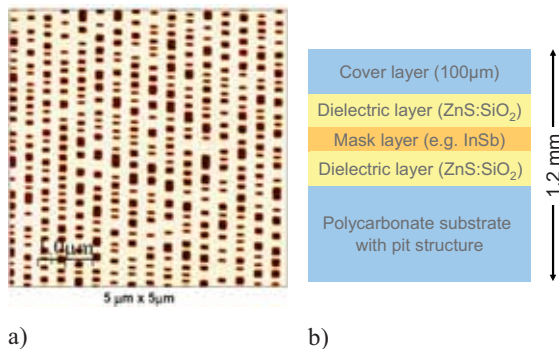 1.0µm
5 µm x 5µm
a)
Cover layer (100µm)
Dielectric layer (ZnS:SiO₂)
Mask layer (e.g. InSb)
Dielectric layer (ZnS:SiO₂)
Polycarbonate substrate
with pit structure
1.2 mm
b)